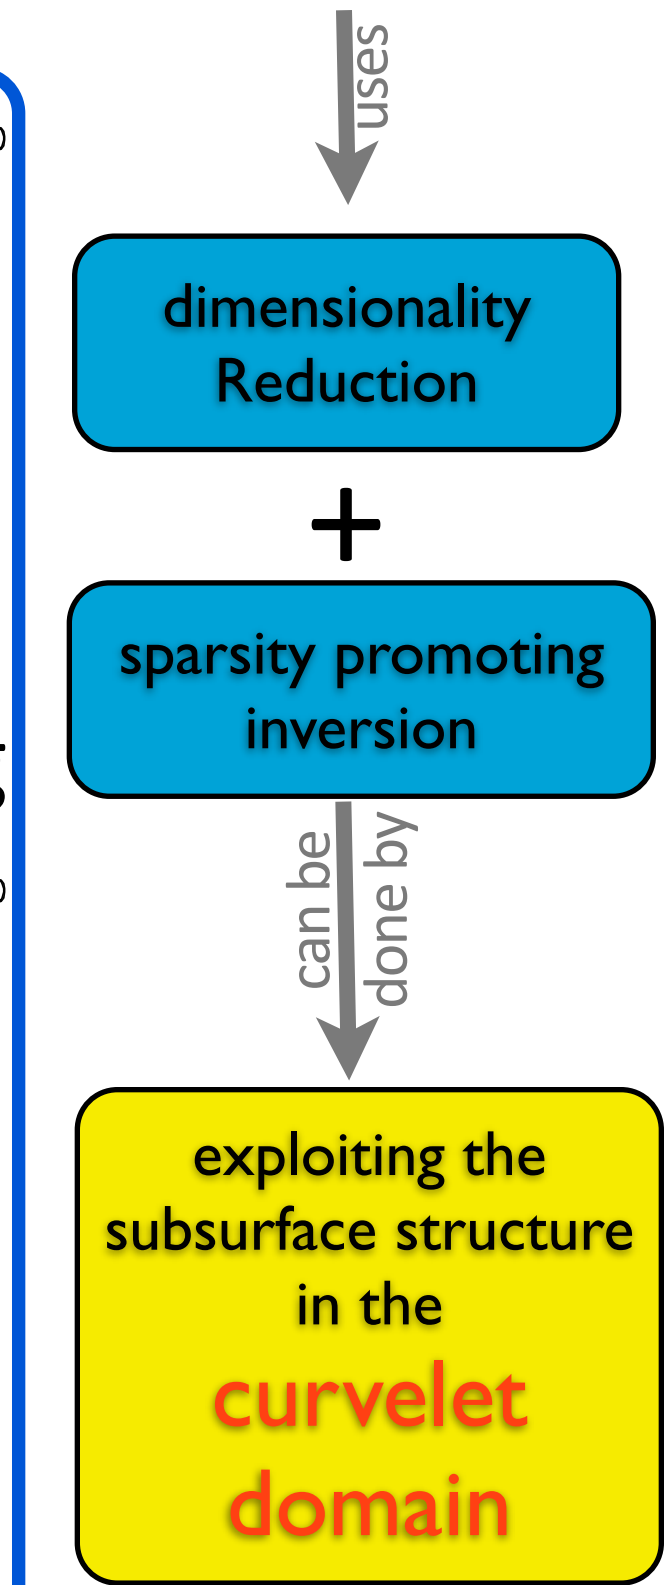 uses
dimensionality
Reduction
+
sparsity promoting
inversion
can be
done by
exploiting the
subsurface structure
in the
curvelet
domain